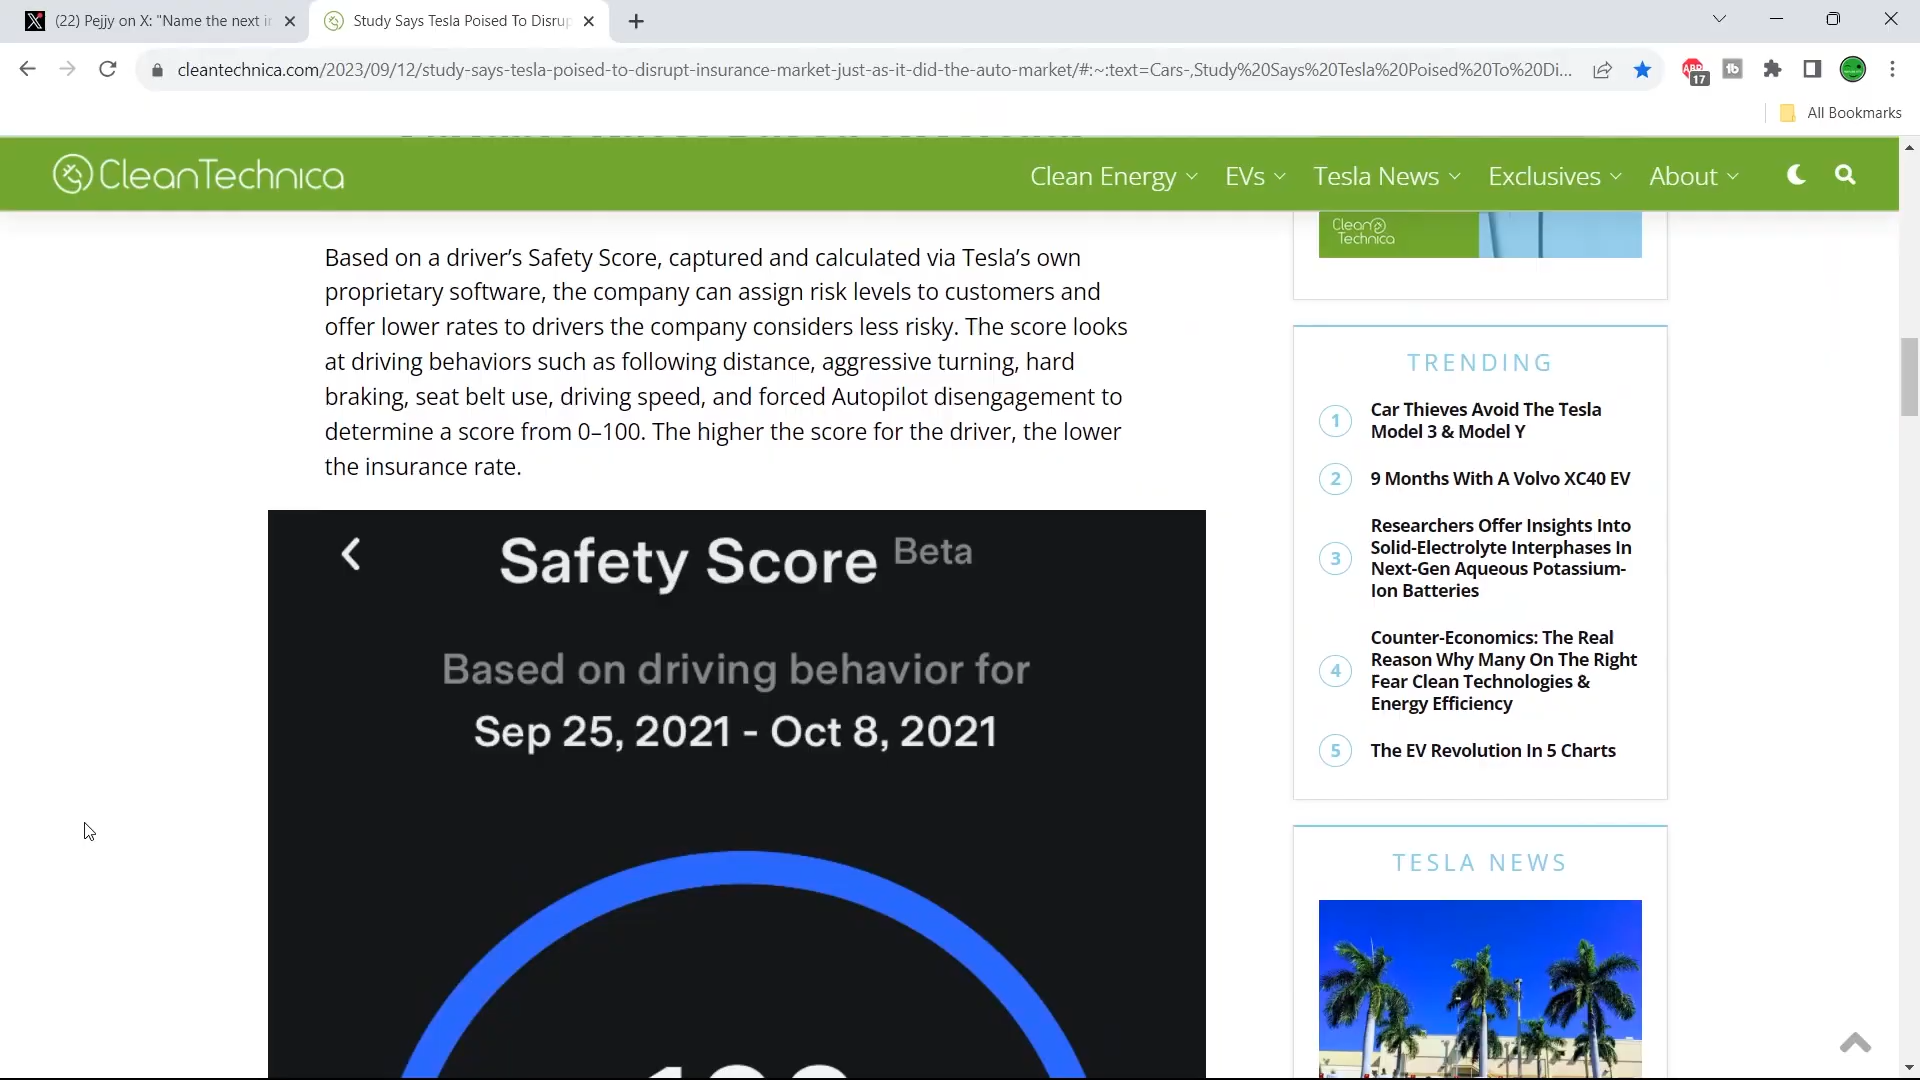 (22) Pejjy on X: "Name the next in
Study Says Tesla Poised To Disrup
cleantechnica.com/2023/09/12/study-says-tesla-poised-to-disrupt-insurance-market-just-as-it-did-the-auto-market/#:~:text=Cars-,Study%20Says%20Tesla%20Poised%20To%20Di...
ABP
17
tb
All Bookmarks
CleanTechnica
Clean Energy
EVs
Tesla News
Exclusives
About
Clean
Technica
Based on a driver’s Safety Score, captured and calculated via Tesla’s own
proprietary software, the company can assign risk levels to customers and
offer lower rates to drivers the company considers less risky. The score looks
at driving behaviors such as following distance, aggressive turning, hard
braking, seat belt use, driving speed, and forced Autopilot disengagement to
determine a score from 0–100. The higher the score for the driver, the lower
the insurance rate.
Safety Score Beta
Based on driving behavior for
Sep 25, 2021 - Oct 8, 2021
TRENDING
1
Car Thieves Avoid The Tesla
Model 3 & Model Y
2
9 Months With A Volvo XC40 EV
3
Researchers Offer Insights Into
Solid-Electrolyte Interphases In
Next-Gen Aqueous Potassium-
Ion Batteries
4
Counter-Economics: The Real
Reason Why Many On The Right
Fear Clean Technologies &
Energy Efficiency
5
The EV Revolution In 5 Charts
TESLA NEWS